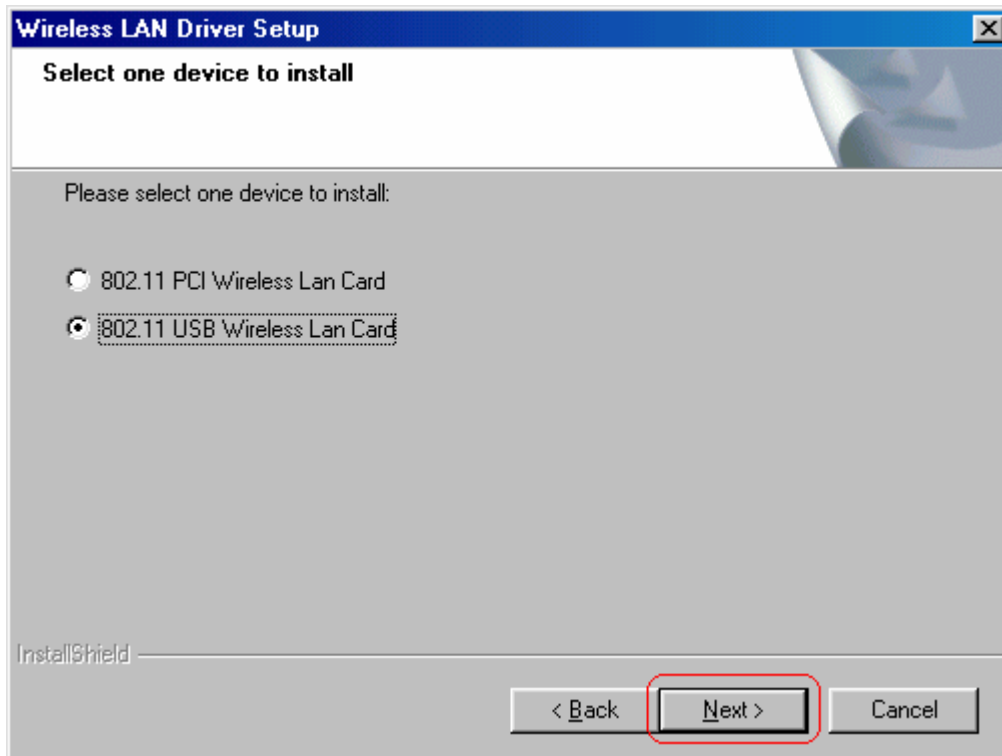 Wireless LAN Driver Setup
Select one device to install
Please select one device to install:
802.11 PCI Wireless Lan Card
802.11 USB Wireless Lan Card
InstallShield
< Back Next > Cancel